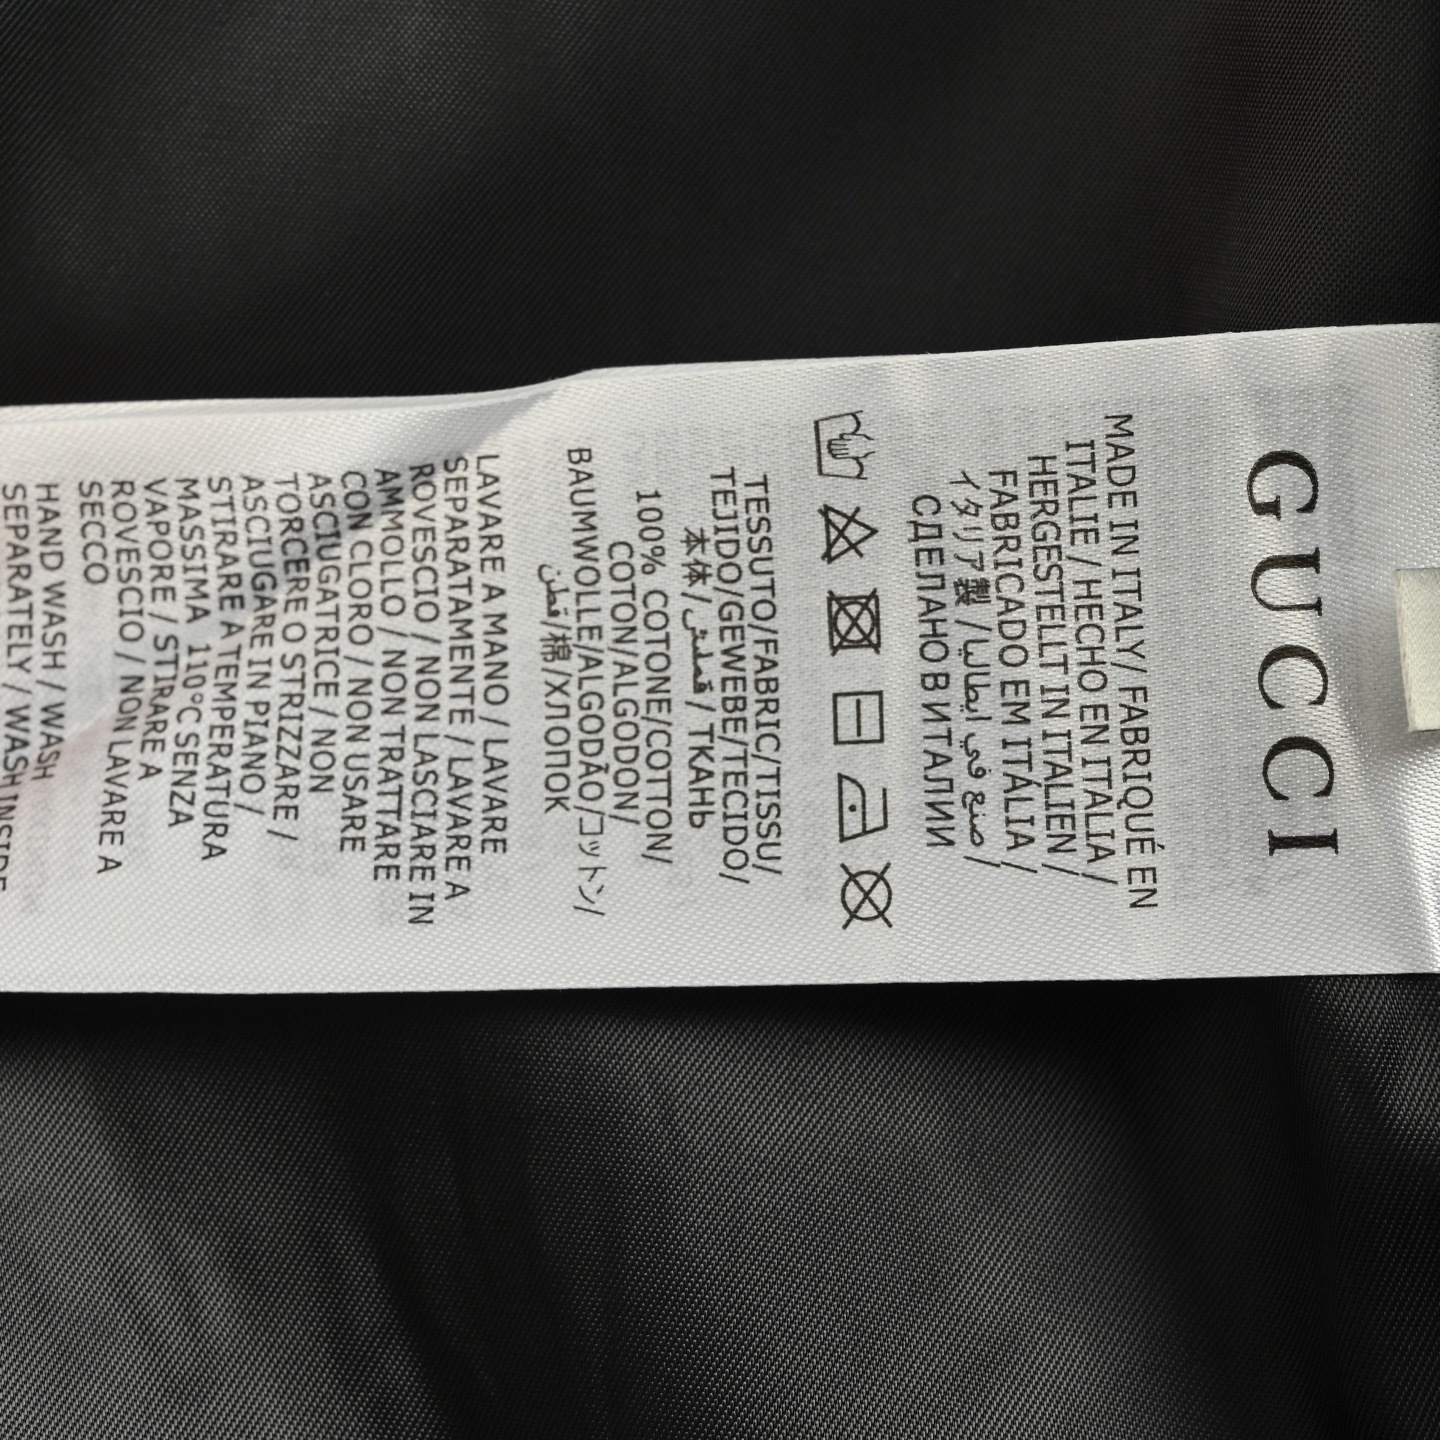 GUCCI
MADE IN ITALY/ FABRIQUÉ EN
ITALIE / HECHO EN ITALIA /
HERGESTELLT IN ITALIEN /
FABRICADO EM ITÁLIA /
イタリア製 / صنع في ايطاليا /
СДЕЛАНО В ИТАЛИИ
TESSUTO/FABRIC/TISSU/
TEJIDO/GEWEBE/TECIDO/
本体/قماش / ТКАНЬ
100% COTONE/COTTON/
COTON/ALGODON/
BAUMWOLLE/ALGODÃO/コットン/
قطن/棉/ХЛОПОК
LAVARE A MANO / LAVARE
SEPARATAMENTE / LAVARE A
ROVESCIO / NON LASCIARE IN
AMMOLLO / NON TRATTARE
CON CLORO / NON USARE
ASCIUGATRICE / NON
TORCERE O STRIZZARE /
ASCIUGARE IN PIANO /
STIRARE A TEMPERATURA
MASSIMA 110°C SENZA
VAPORE / STIRARE A
ROVESCIO / NON LAVARE A
SECCO
HAND WASH / WASH
SEPARATELY / WASH INSIDE